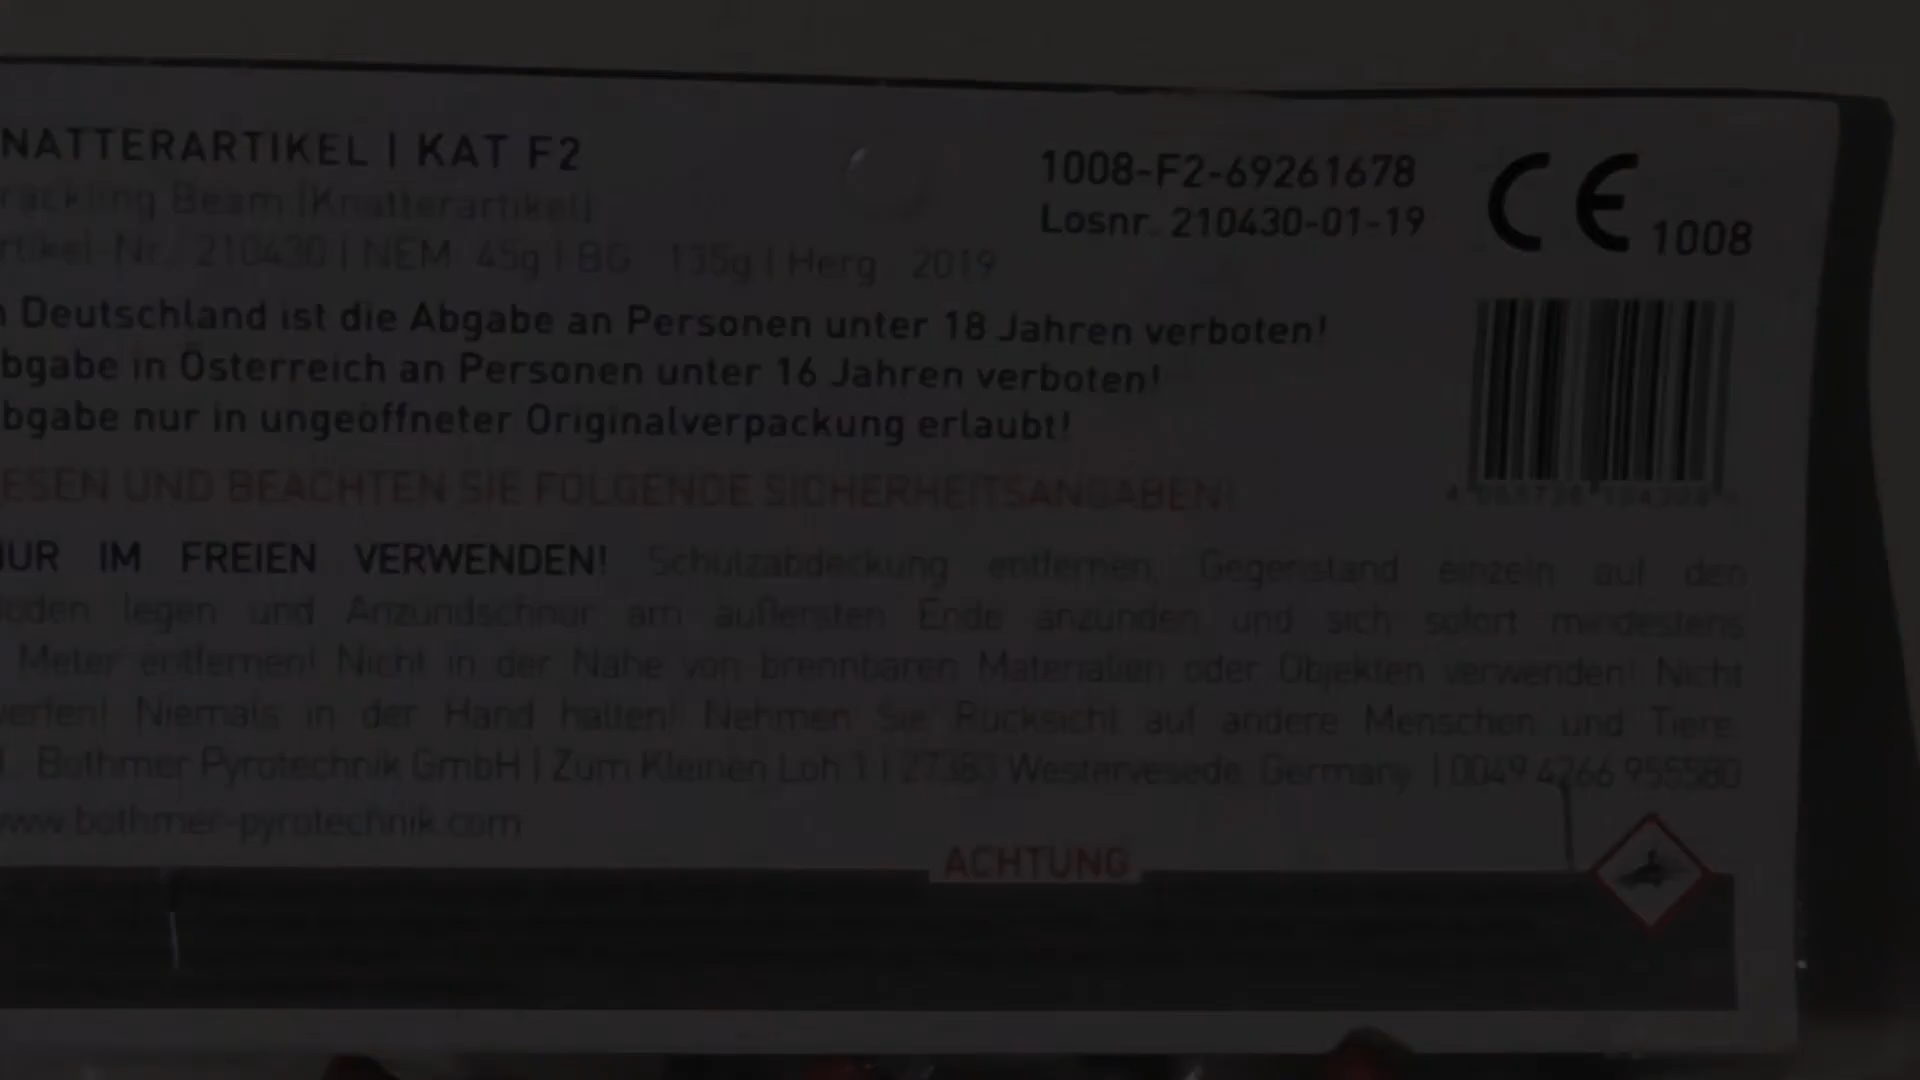 NATTERARTIKEL | KAT F2
rackling Beam (Knatterartikel)
rtikel-Nr. 210430 | NEM 45g | BG 135g | Herg. 2019
1008-F2-69261678
Losnr. 210430-01-19
CE 1008
n Deutschland ist die Abgabe an Personen unter 18 Jahren verboten!
bgabe in Österreich an Personen unter 16 Jahren verboten!
bgabe nur in ungeöffneter Originalverpackung erlaubt!
ESEN UND BEACHTEN SIE FOLGENDE SICHERHEITSANGABEN!
UR IM FREIEN VERWENDEN! Schutzabdeckung entfernen, Gegenstand einzeln auf den
oden legen und Anzündschnur am äußersten Ende anzünden und sich sofort mindestens
Meter entfernen! Nicht in der Nähe von brennbaren Materialien oder Objekten verwenden! Nicht
werfen! Niemals in der Hand halten! Nehmen Sie Rücksicht auf andere Menschen und Tiere.
Bothmer Pyrotechnik GmbH | Zum Kleinen Loh 1 | 27383 Westervesede, Germany | 0049 4266 955580
www.bothmer-pyrotechnik.com
ACHTUNG